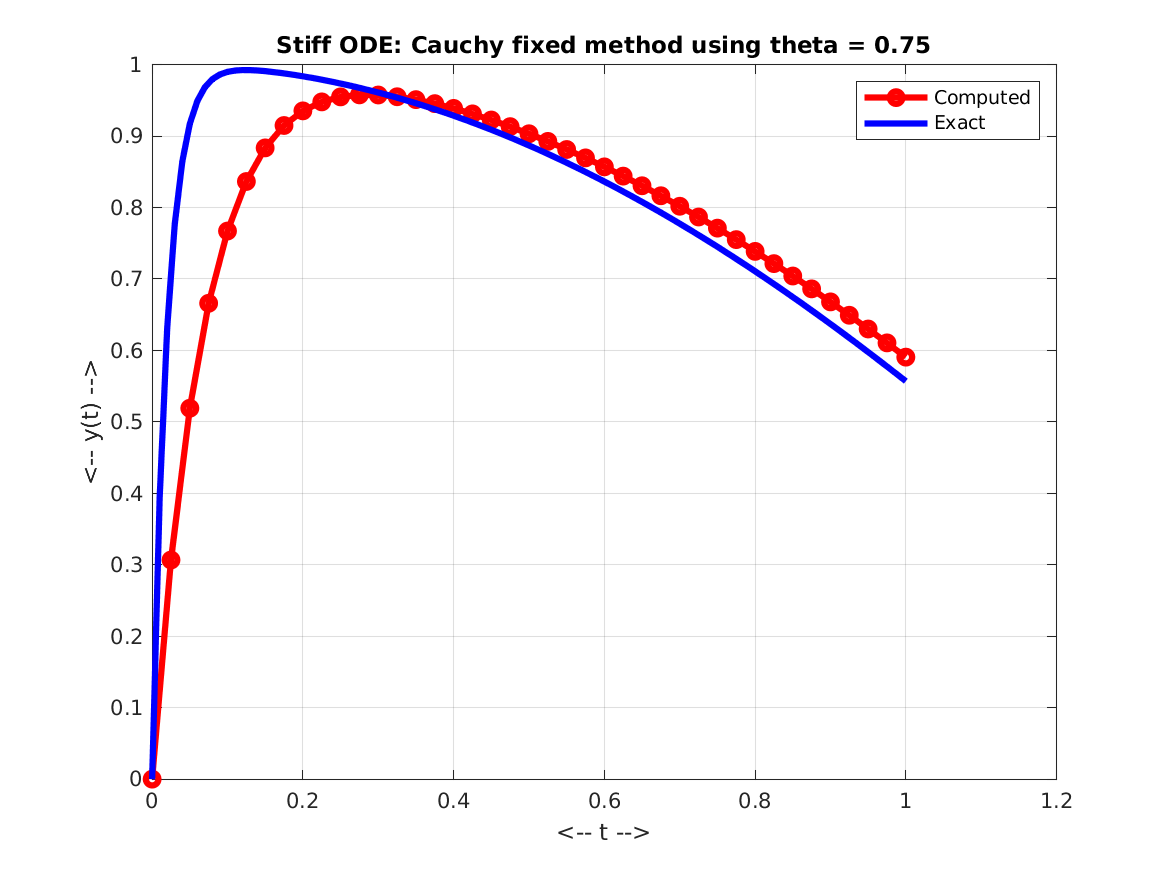 Stiff ODE: Cauchy fixed method using theta = 0.75
Computed
Exact
<-- y(t) -->
1
0.9
0.8
0.7
0.6
0.5
0.4
0.3
0.2
0.1
0
0 0.2 0.4 0.6 0.8 1 1.2
<-- t -->